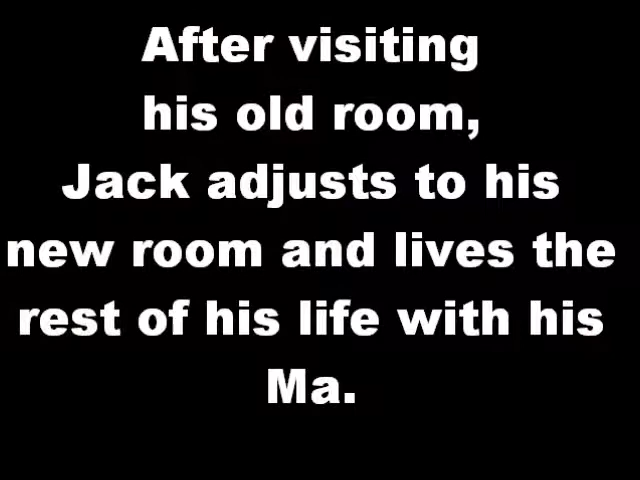 After visiting
his old room,
Jack adjusts to his
new room and lives the
rest of his life with his
Ma.